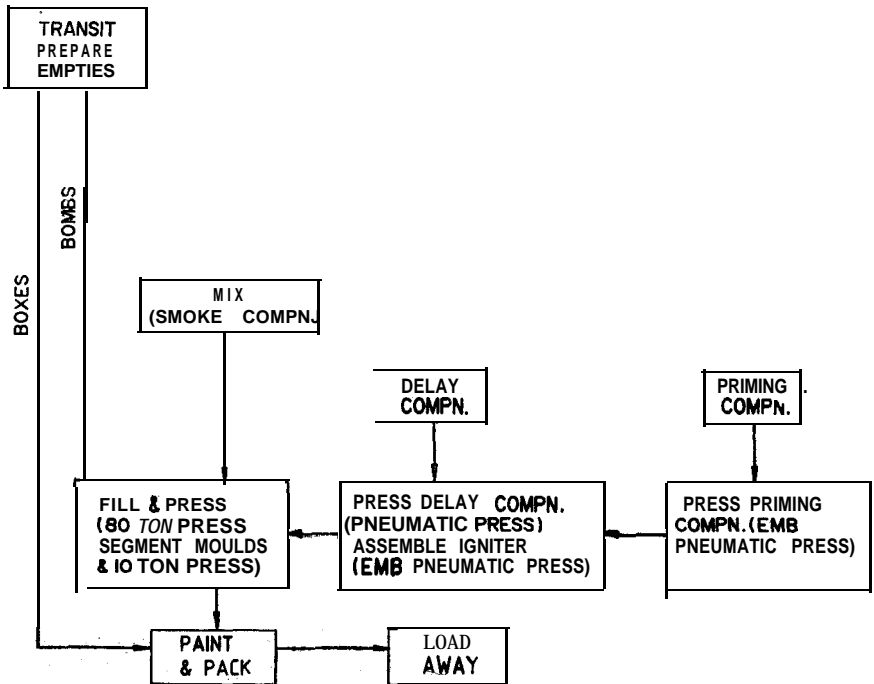 TRANSIT
PREPARE
EMPTIES
BOXES
BOMBS
MIX
(SMOKE COMPN.
DELAY
COMPN.
PRIMING .
COMPN.
FILL & PRESS
(80 TON PRESS
SEGMENT MOULDS
& 10 TON PRESS)
PRESS DELAY COMPN.
(PNEUMATIC PRESS)
ASSEMBLE IGNITER
(EMB PNEUMATIC PRESS)
PRESS PRIMING
COMPN. (EMB
PNEUMATIC PRESS)
PAINT
& PACK
LOAD
AWAY